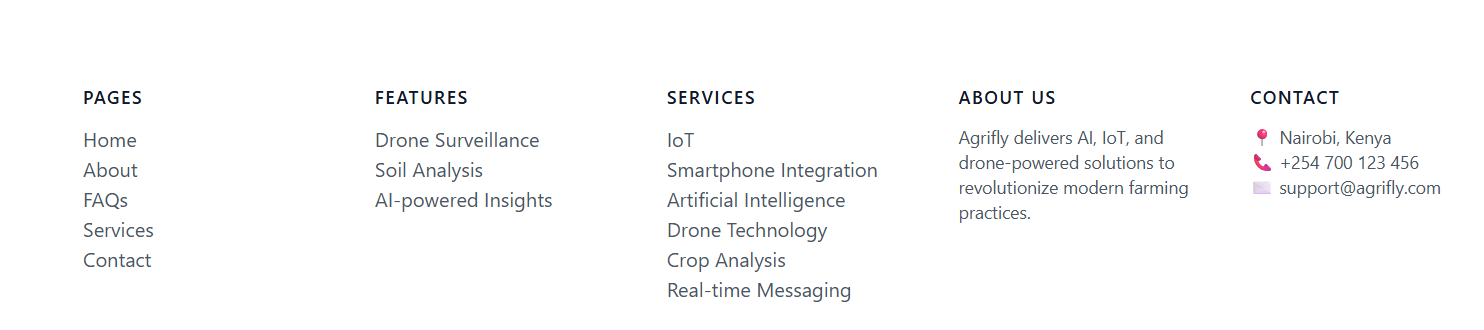 PAGES
Home
About
FAQs
Services
Contact
FEATURES
Drone Surveillance
Soil Analysis
AI-powered Insights
SERVICES
IoT
Smartphone Integration
Artificial Intelligence
Drone Technology
Crop Analysis
Real-time Messaging
ABOUT US
Agrifly delivers AI, IoT, and
drone-powered solutions to
revolutionize modern farming
practices.
CONTACT
📍 Nairobi, Kenya
📞 +254 700 123 456
✉️ support@agrifly.com